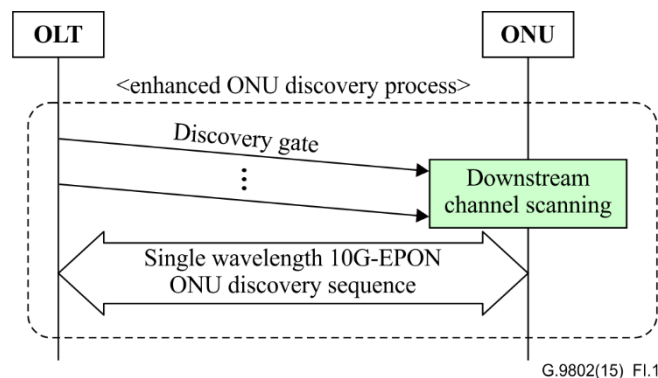 OLT
ONU
<enhanced ONU discovery process>
Discovery gate
Downstream
channel scanning
Single wavelength 10G-EPON
ONU discovery sequence
G.9802(15)_FI.1